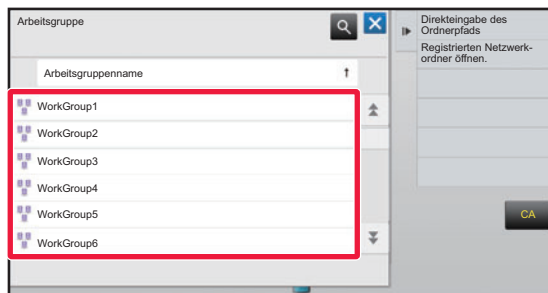 Arbeitsgruppe
Arbeitsgruppenname
WorkGroup1
WorkGroup2
WorkGroup3
WorkGroup4
WorkGroup5
WorkGroup6
Direkteingabe des
Ordnerpfads
Registrierten Netzwerk-
ordner öffnen.
CA